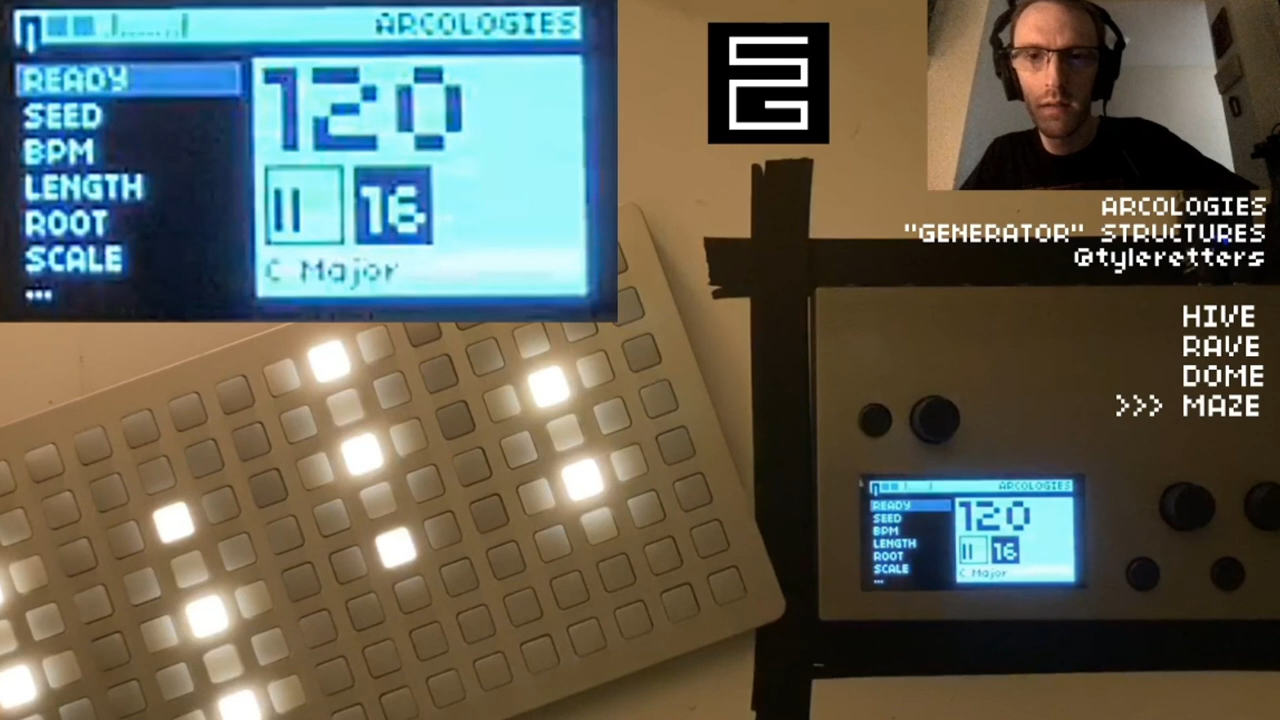 ARCOLOGIES
READY
SEED
BPM
LENGTH
ROOT
SCALE
...
120
16
C Major
ARCOLOGIES
"GENERATOR" STRUCTURES
@tyleretters
HIVE
RAVE
DOME
>>> MAZE
ARCOLOGIES
READY
SEED
BPM
LENGTH
ROOT
SCALE
...
120
16
C Major